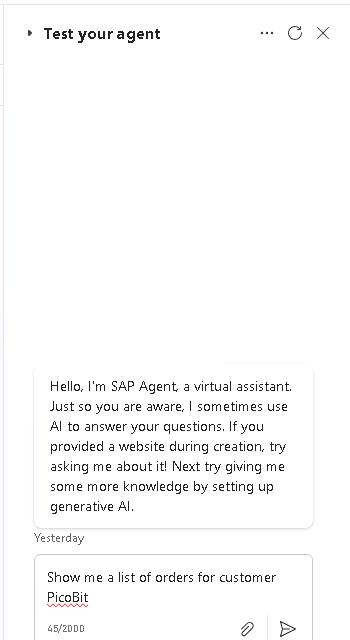 Test your agent
Hello, I'm SAP Agent, a virtual assistant.
Just so you are aware, I sometimes use
AI to answer your questions. If you
provided a website during creation, try
asking me about it! Next try giving me
some more knowledge by setting up
generative AI.
Yesterday
Show me a list of orders for customer
PicoBit
45/2000